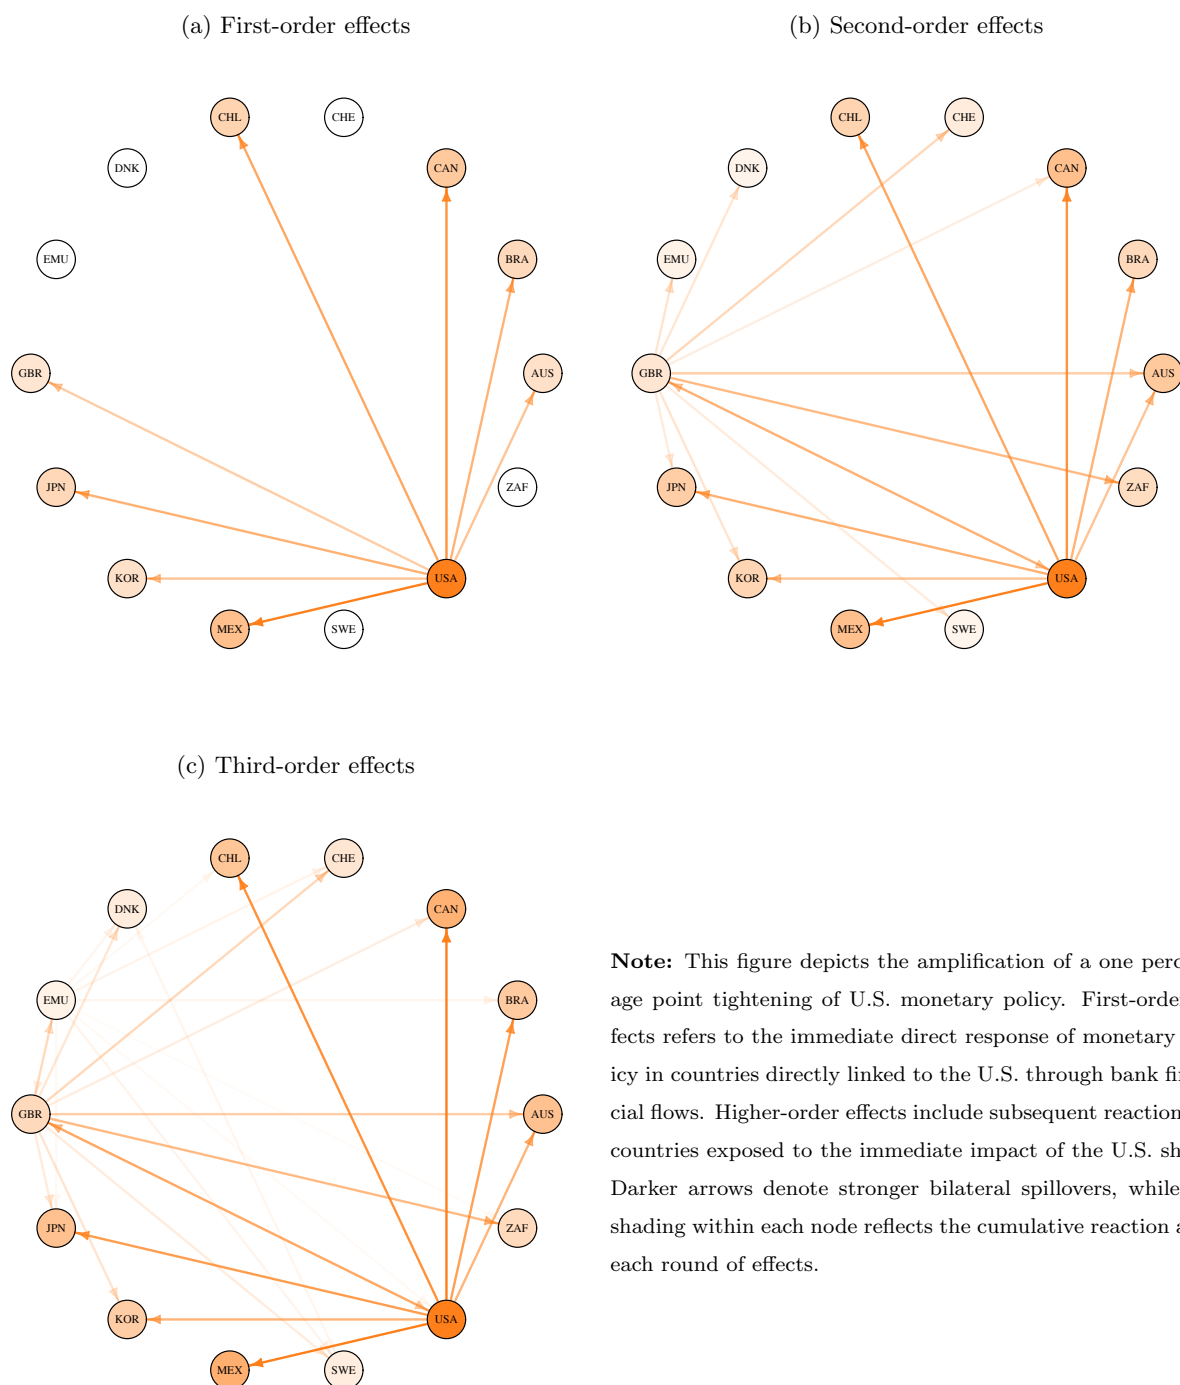 (a) First-order effects
(b) Second-order effects
CHL
CHE
DNK
CAN
EMU
BRA
GBR
AUS
JPN
ZAF
KOR
USA
MEX
SWE
CHL
CHE
DNK
CAN
EMU
BRA
GBR
AUS
JPN
ZAF
KOR
USA
MEX
SWE
(c) Third-order effects
CHL
CHE
DNK
CAN
EMU
BRA
GBR
AUS
JPN
ZAF
KOR
USA
MEX
SWE
Note: This figure depicts the amplification of a one perc
age point tightening of U.S. monetary policy. First-order
fects refers to the immediate direct response of monetary
icy in countries directly linked to the U.S. through bank fi
cial flows. Higher-order effects include subsequent reaction
countries exposed to the immediate impact of the U.S. sh
Darker arrows denote stronger bilateral spillovers, while
shading within each node reflects the cumulative reaction a
each round of effects.